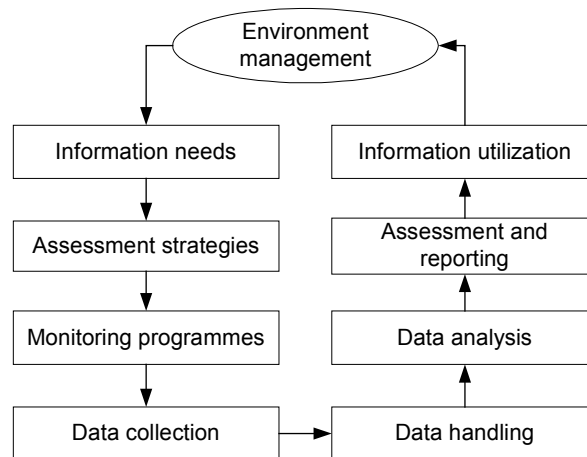 Environment
management
Information needs
Information utilization
Assessment strategies
Assessment and
reporting
Monitoring programmes
Data analysis
Data collection
Data handling